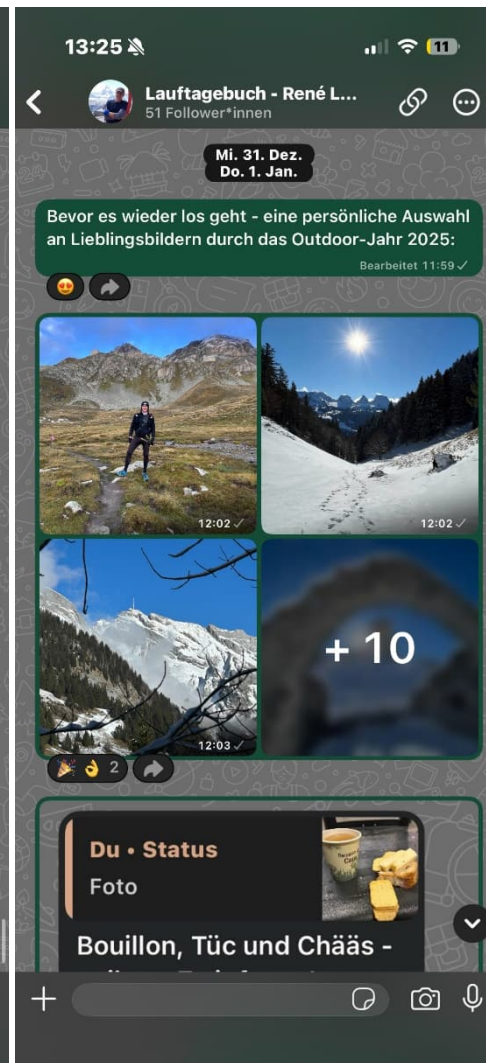 13:25
11
Lauftagebuch - René L...
51 Follower*innen
Mi. 31. Dez.
Do. 1. Jan.
Bevor es wieder los geht - eine persönliche Auswahl
an Lieblingsbildern durch das Outdoor-Jahr 2025:
Bearbeitet 11:59
12:02
12:02
12:03
+ 10
2
Du • Status
Foto
Bouillon, Tüc und Chääs -